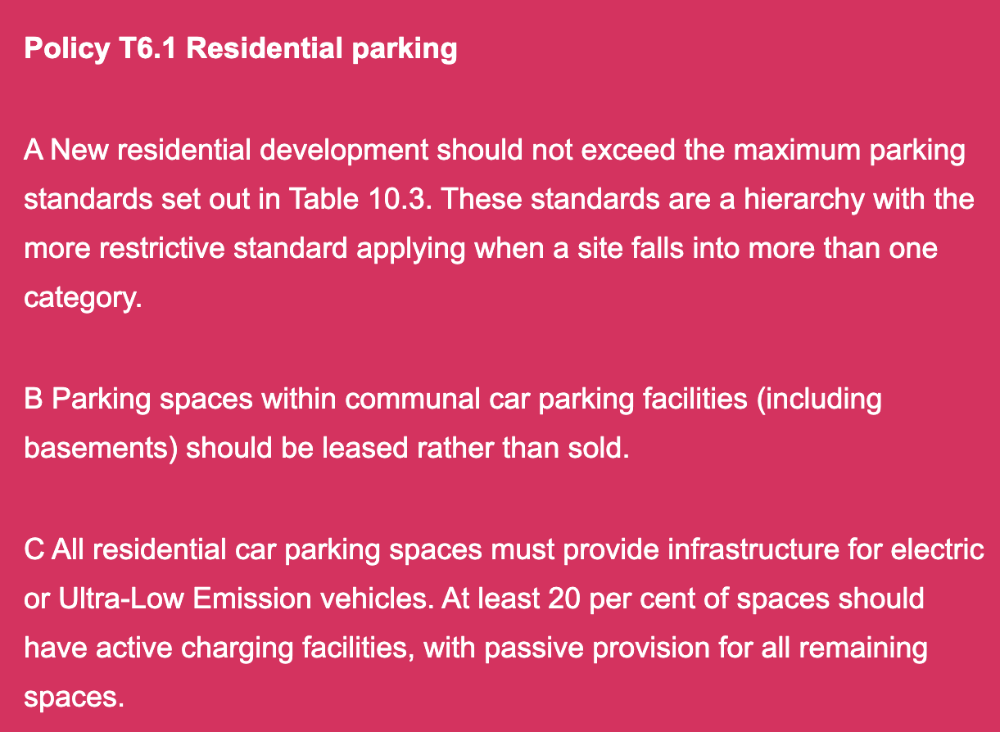 Policy T6.1 Residential parking
A New residential development should not exceed the maximum parking
standards set out in Table 10.3. These standards are a hierarchy with the
more restrictive standard applying when a site falls into more than one
category.
B Parking spaces within communal car parking facilities (including
basements) should be leased rather than sold.
C All residential car parking spaces must provide infrastructure for electric
or Ultra-Low Emission vehicles. At least 20 per cent of spaces should
have active charging facilities, with passive provision for all remaining
spaces.